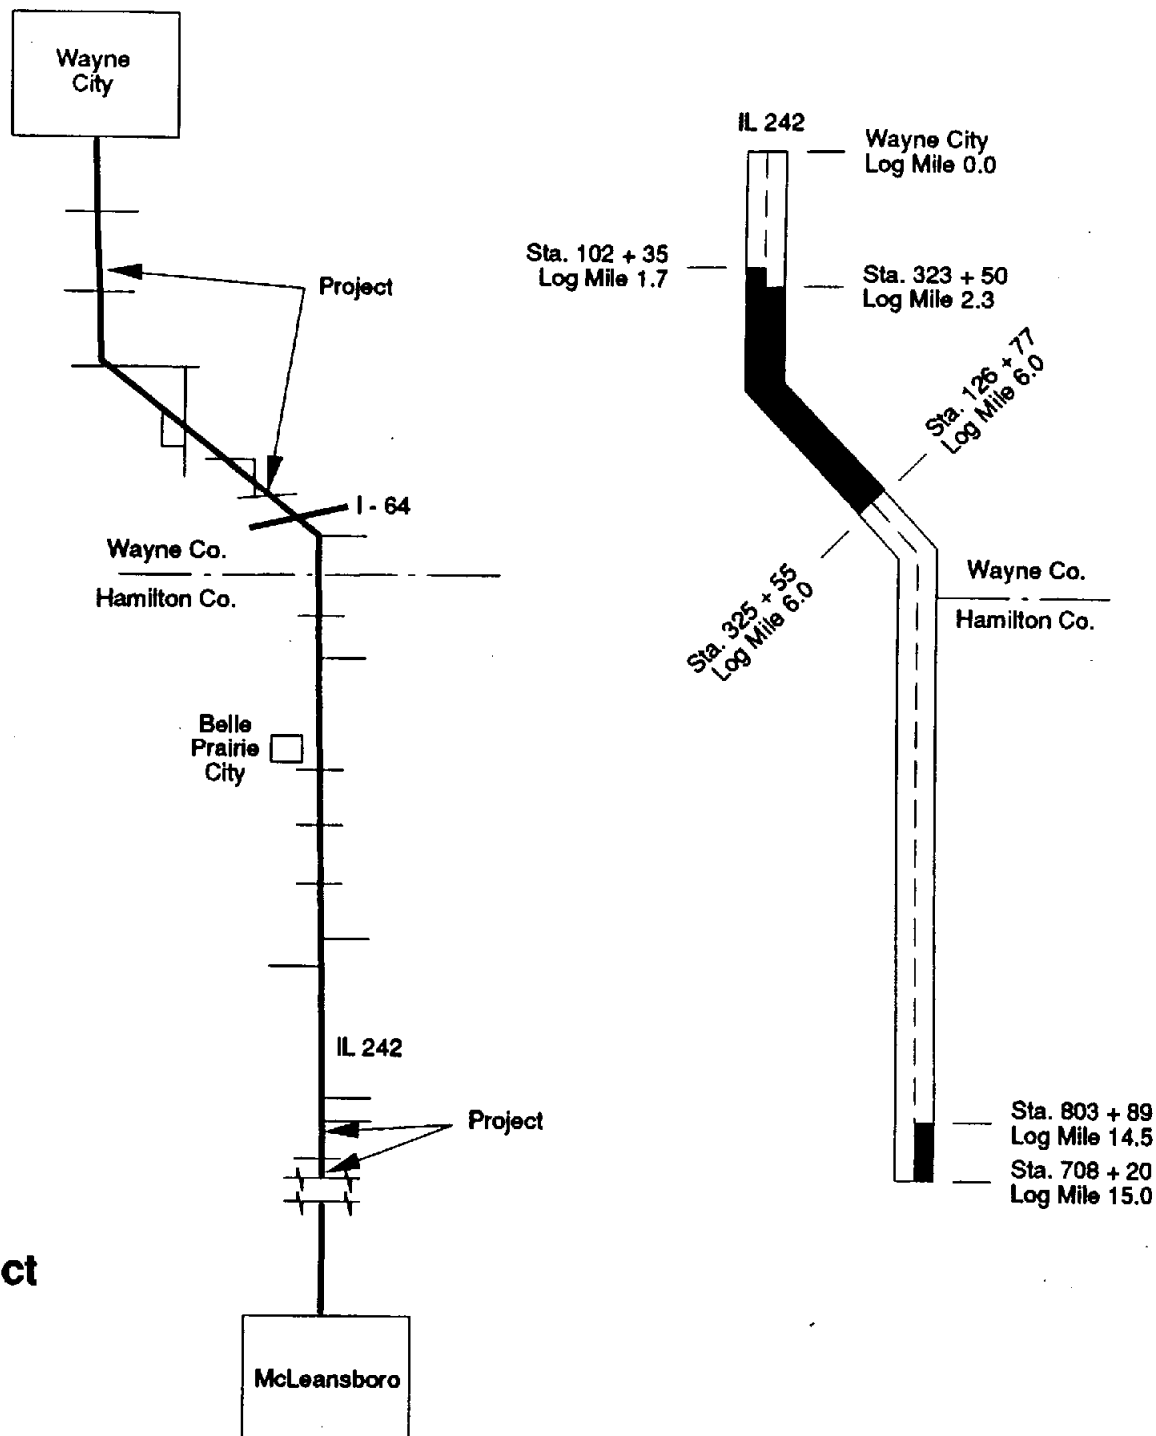 Wayne
City
Project
I - 64
Wayne Co.
Hamilton Co.
Belle
Prairie
City
IL 242
Project
ct
McLeansboro
IL 242
Wayne City
Log Mile 0.0
Sta. 102 + 35
Log Mile 1.7
Sta. 323 + 50
Log Mile 2.3
Sta. 126 + 77
Log Mile 6.0
Sta. 325 + 55
Log Mile 6.0
Wayne Co.
Hamilton Co.
Sta. 803 + 89
Log Mile 14.5
Sta. 708 + 20
Log Mile 15.0